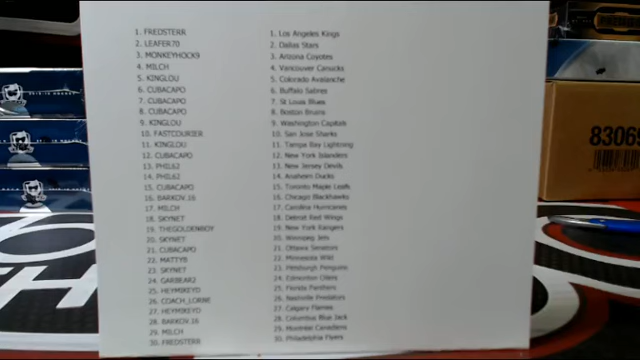 1. FREDSTERR
2. LEAFER70
3. MONKEYHOCK9
4. MILCH
5. KINGLOU
6. CUBACAPO
7. CUBACAPO
8. CUBACAPO
9. KINGLOU
10. FASTCOURIER
11. KINGLOU
12. CUBACAPO
13. PHIL62
14. PHIL62
15. CUBACAPO
16. BARKOV.16
17. MILCH
18. SKYNET
19. THEGOLDENBOY
20. SKYNET
21. CUBACAPO
22. MATTYB
23. SKYNET
24. GARBEAR2
25. HEYMIKEYD
26. COACH_LORNE
27. HEYMIKEYD
28. BARKOV.16
29. MILCH
30. FREDSTERR
1. Los Angeles Kings
2. Dallas Stars
3. Arizona Coyotes
4. Vancouver Canucks
5. Colorado Avalanche
6. Buffalo Sabres
7. St Louis Blues
8. Boston Bruins
9. Washington Capitals
10. San Jose Sharks
11. Tampa Bay Lightning
12. New York Islanders
13. New Jersey Devils
14. Anaheim Ducks
15. Toronto Maple Leafs
16. Chicago Blackhawks
17. Carolina Hurricanes
18. Detroit Red Wings
19. New York Rangers
20. Winnipeg Jets
21. Ottawa Senators
22. Minnesota Wild
23. Pittsburgh Penguins
24. Edmonton Oilers
25. Florida Panthers
26. Nashville Predators
27. Calgary Flames
28. Columbus Blue Jack
29. Montreal Canadiens
30. Philadelphia Flyers
83069